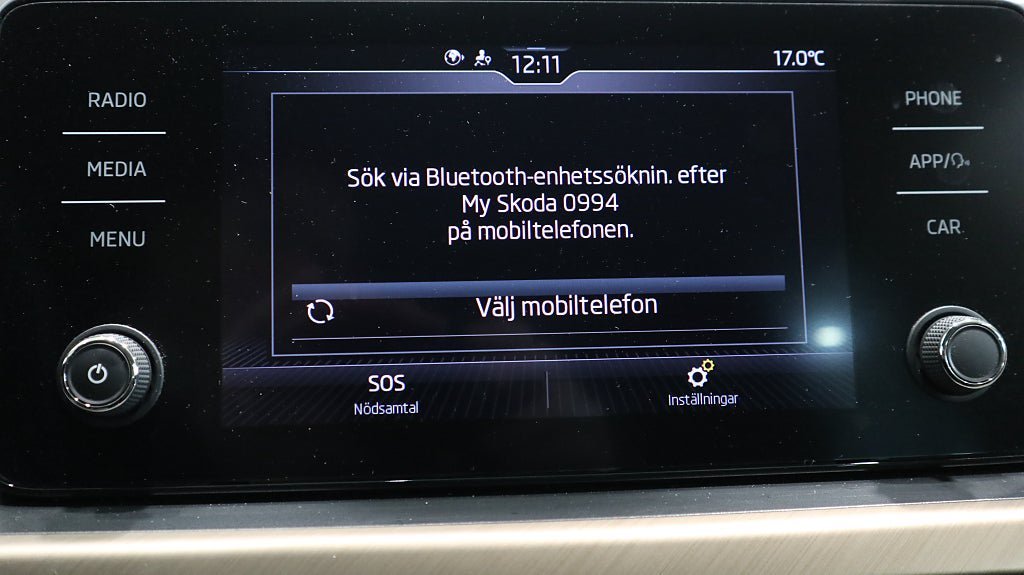 12:11
17.0°C
RADIO
MEDIA
MENU
Sök via Bluetooth-enhetssöknin. efter
My Skoda 0994
på mobiltelefonen.
Välj mobiltelefon
SOS
Nödsamtal
Inställningar
PHONE
APP/
CAR